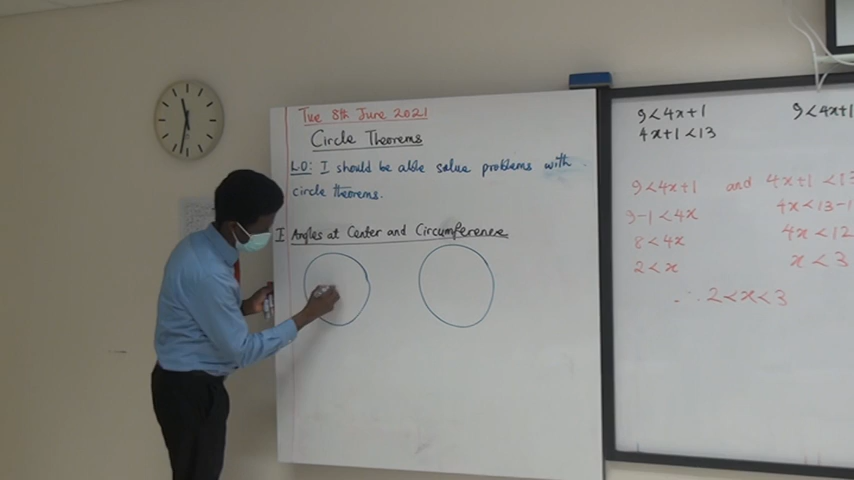 Tue 8th June 2021
Circle Theorems
L.O: I should be able solve problems with
circle theorems.
I Angles at Center and Circumference
9<4x+1
4x+1<13
9<4x+1
9<4x+1 and 4x+1<13
9-1<4x 4x<13-1
8<4x 4x<12
2<x x<3
∴ 2<x<3